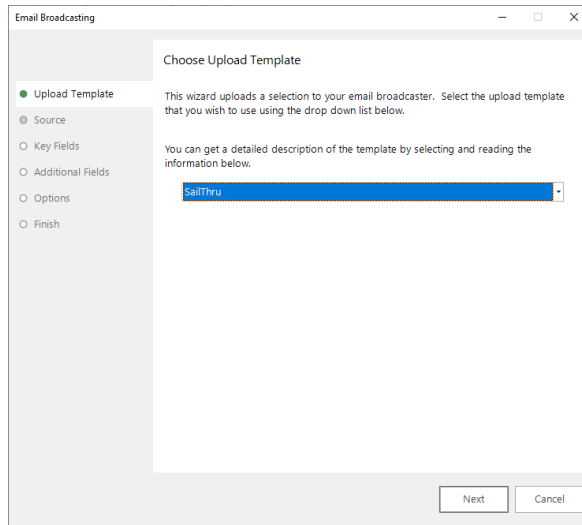 Email Broadcasting
Choose Upload Template
Upload Template
Source
Key Fields
Additional Fields
Options
Finish
This wizard uploads a selection to your email broadcaster. Select the upload template
that you wish to use using the drop down list below.
You can get a detailed description of the template by selecting and reading the
information below.
SailThru
Next
Cancel